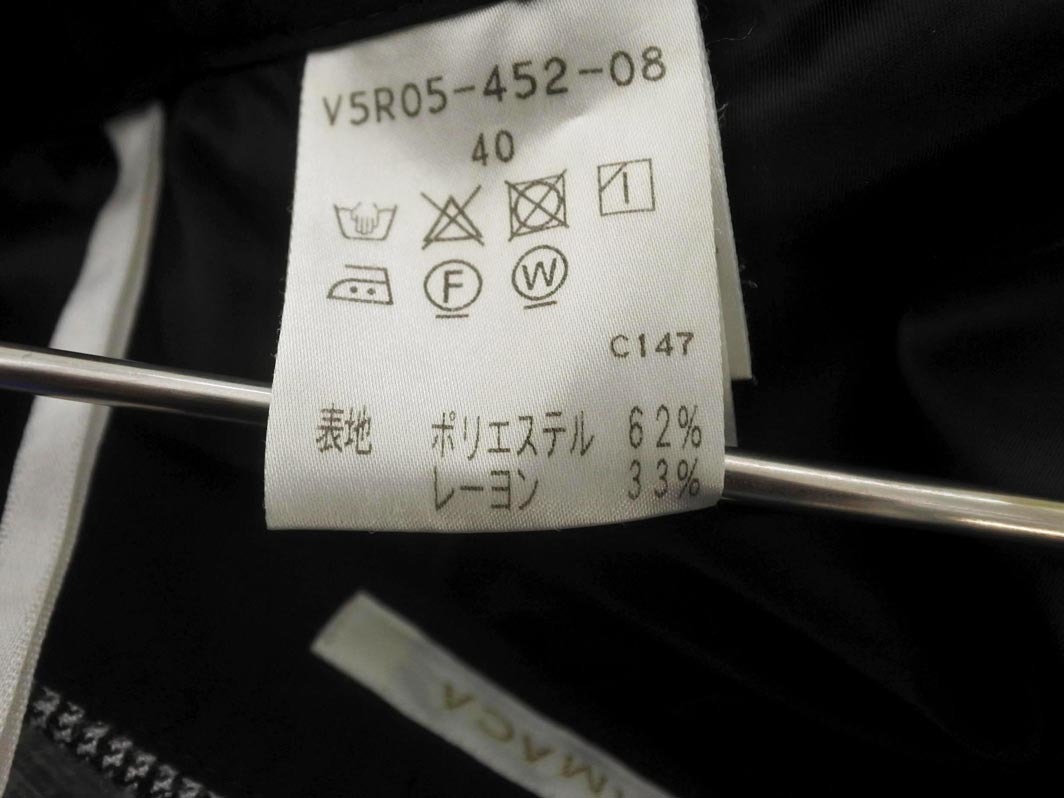 V5R05-452-08
40
F W
C147
表地 ポリエステル 62%
レーヨン 33%
RMACA